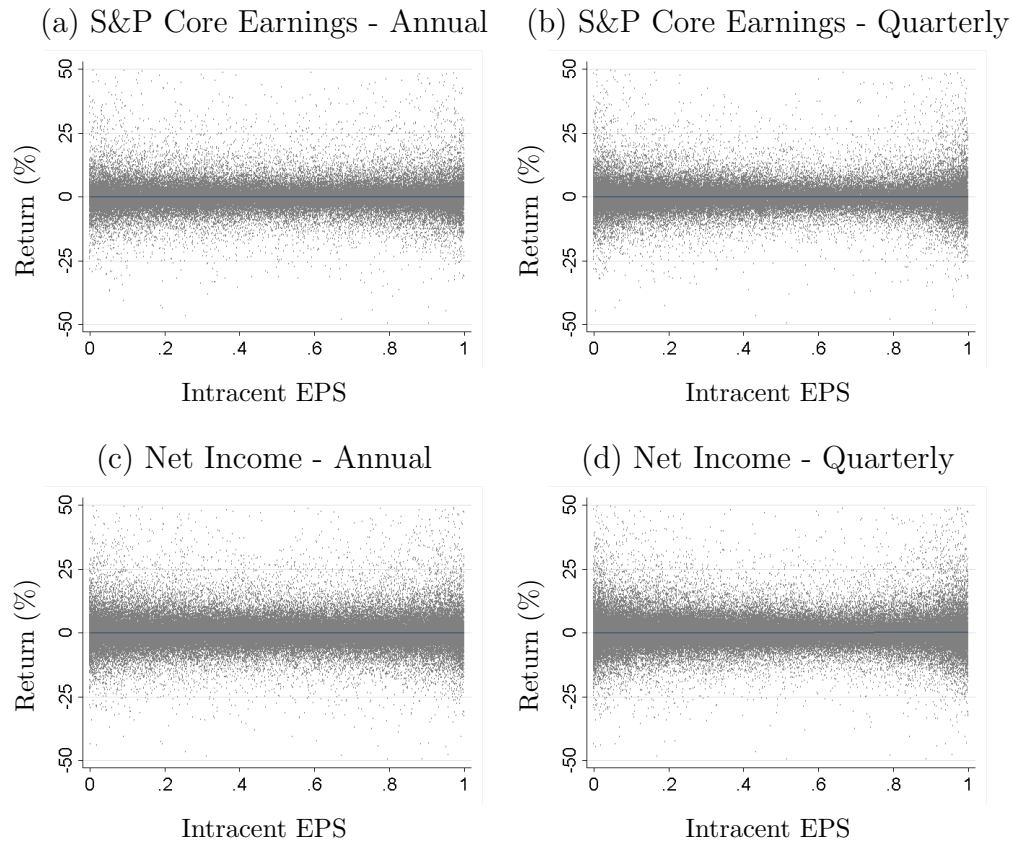 (a) S&P Core Earnings - Annual
(b) S&P Core Earnings - Quarterly
Return (%)
50
25
0
-25
-50
0 .2 .4 .6 .8 1
Intracent EPS
Return (%)
50
25
0
-25
-50
0 .2 .4 .6 .8 1
Intracent EPS
(c) Net Income - Annual
(d) Net Income - Quarterly
Return (%)
50
25
0
-25
-50
0 .2 .4 .6 .8 1
Intracent EPS
Return (%)
50
25
0
-25
-50
0 .2 .4 .6 .8 1
Intracent EPS